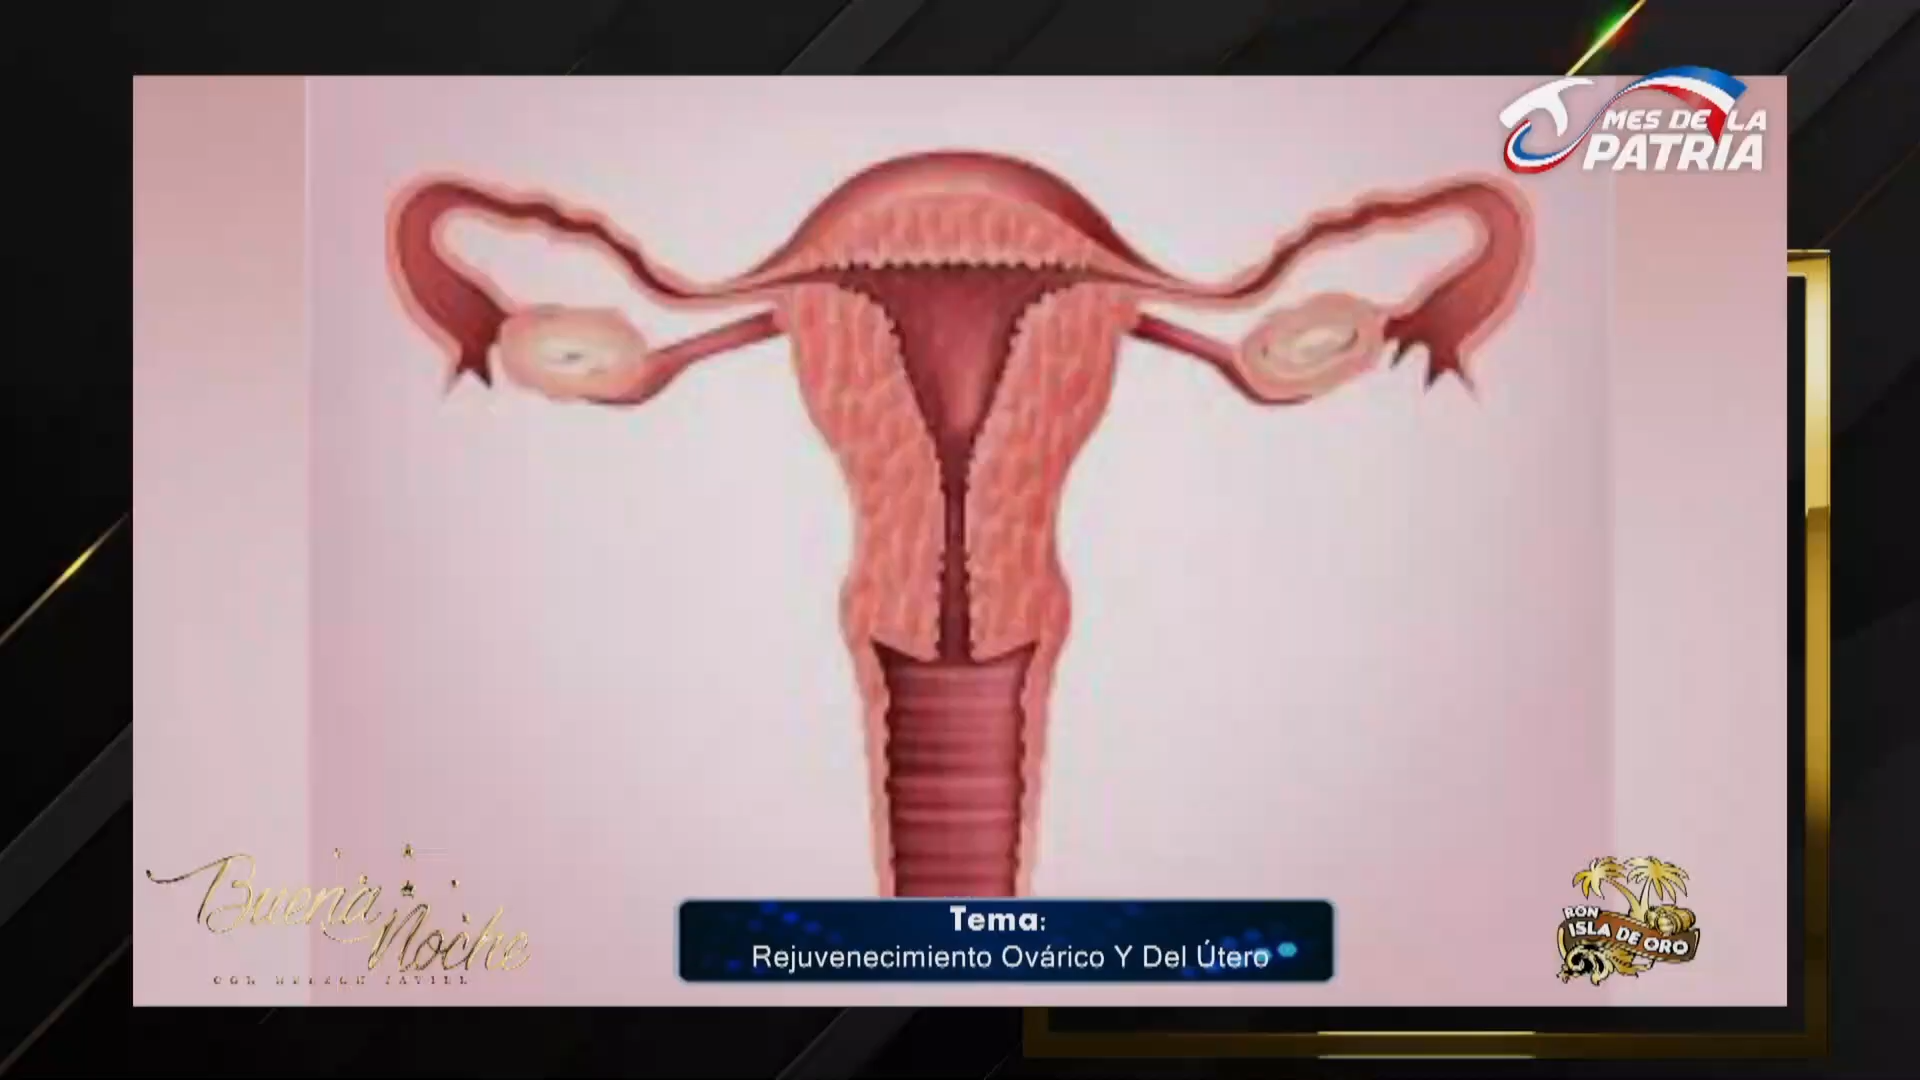 MES DE LA
PATRIA
Buena
Noche
Tema:
Rejuvenecimiento Ovárico Y Del Útero
RON
ISLA DE ORO